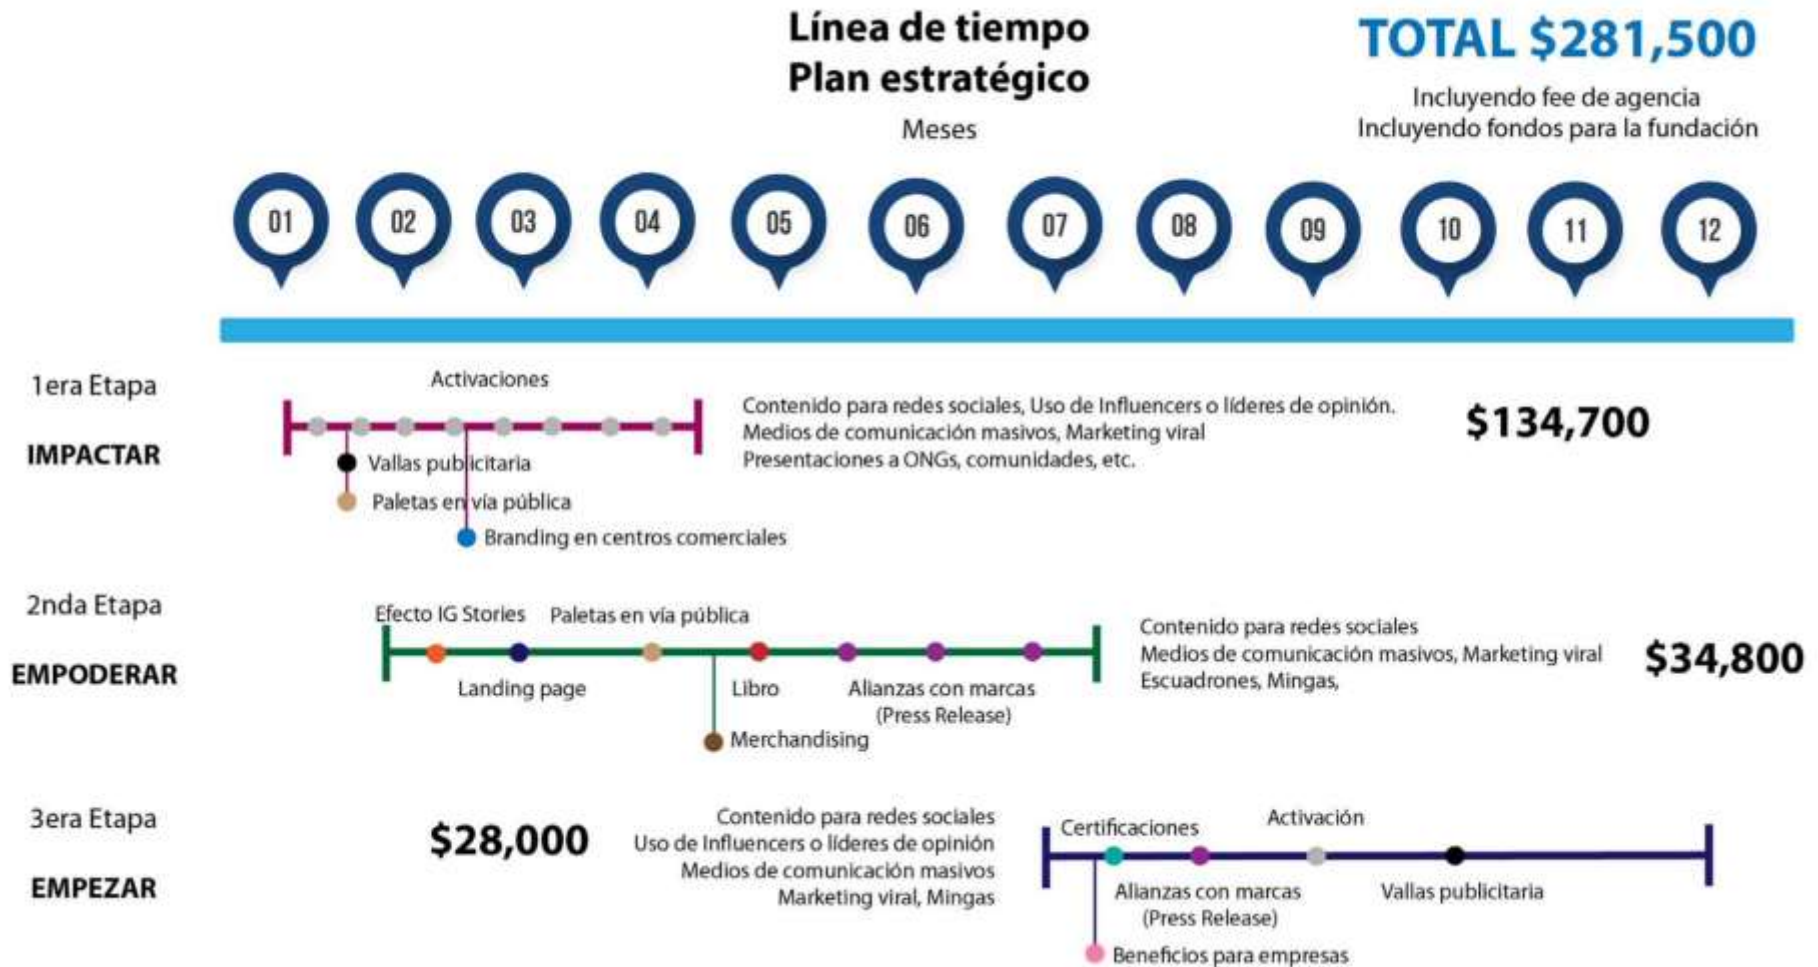 Línea de tiempo
Plan estratégico
Meses
TOTAL $281,500
Incluyendo fee de agencia
Incluyendo fondos para la fundación
01
02
03
04
05
06
07
08
09
10
11
12
1era Etapa
IMPACTAR
Activaciones
Vallas publicitaria
Paletas en vía pública
Branding en centros comerciales
Contenido para redes sociales, Uso de Influencers o líderes de opinión.
Medios de comunicación masivos, Marketing viral
Presentaciones a ONGs, comunidades, etc.
$134,700
2nda Etapa
EMPODERAR
Efecto IG Stories
Paletas en vía pública
Landing page
Libro
Alianzas con marcas
(Press Release)
Merchandising
Contenido para redes sociales
Medios de comunicación masivos, Marketing viral
Escuadrones, Mingas,
$34,800
3era Etapa
EMPEZAR
$28,000
Contenido para redes sociales
Uso de Influencers o líderes de opinión
Medios de comunicación masivos
Marketing viral, Mingas
Certificaciones
Activación
Alianzas con marcas
(Press Release)
Vallas publicitaria
Beneficios para empresas